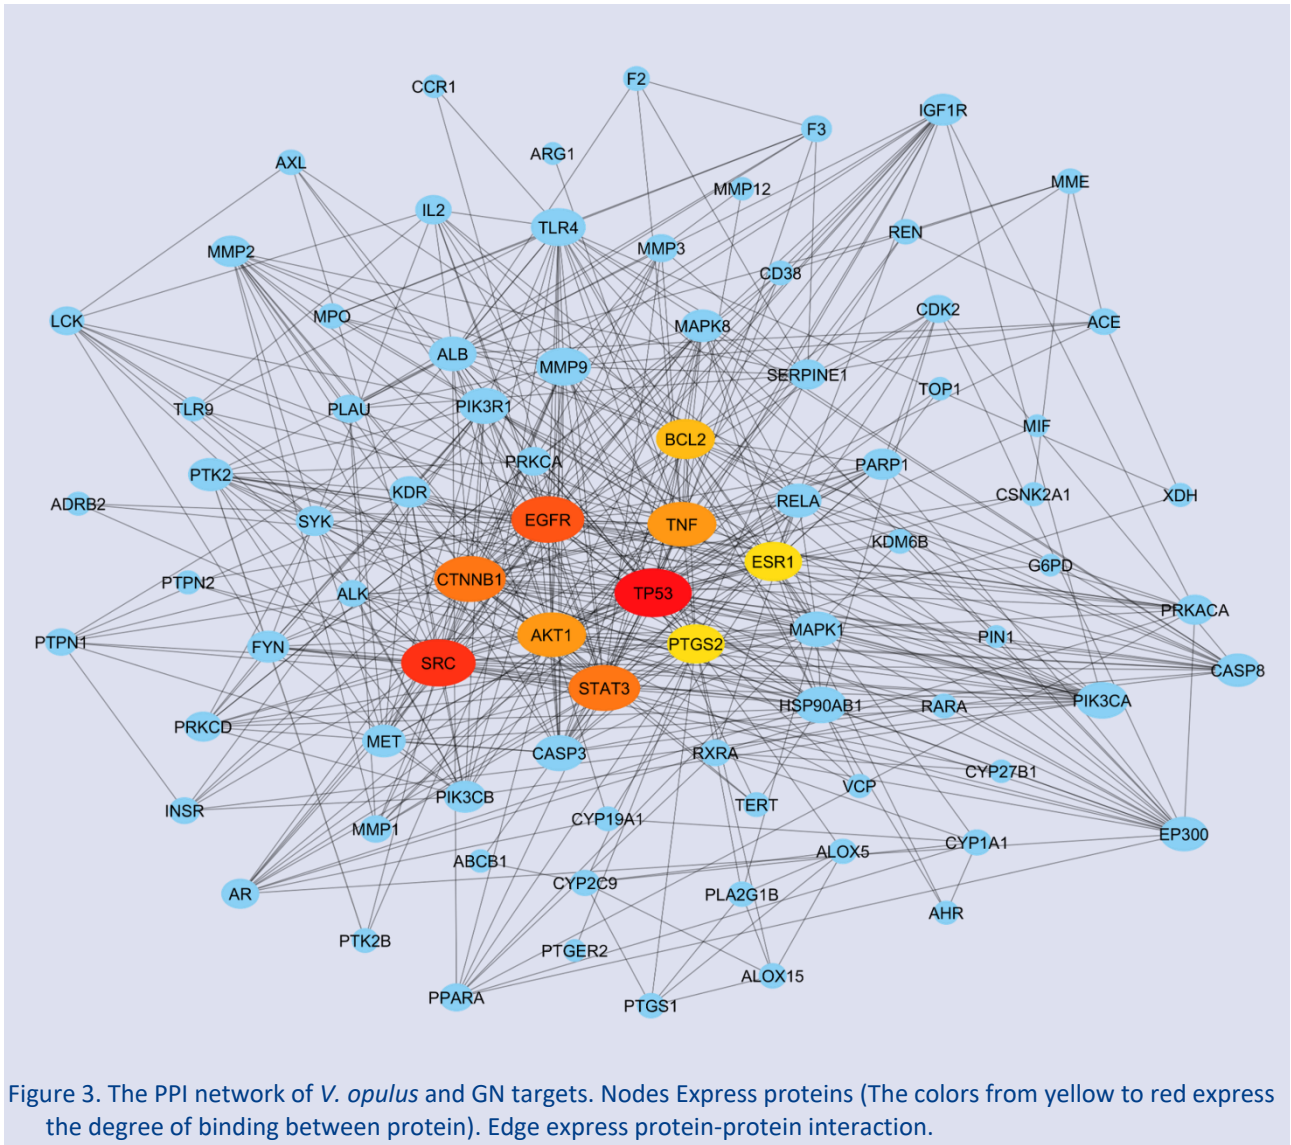 F2
CCR1
IGF1R
F3
ARG1
AXL
MME
MMP12
IL2
TLR4
REN
MMP2
MMP3
CD38
CDK2
MPO
LCK
ACE
MAPK8
ALB
MMP9
SERPINE1
TOP1
TLR9
PLAU
PIK3R1
MIF
BCL2
PRKCA
PARP1
PTK2
KDR
CSNK2A1
XDH
ADRB2
RELA
SYK
EGFR
TNF
KDM6B
ESR1
G6PD
CTNNB1
PTPN2
ALK
TP53
PRKACA
PTPN1
FYN
AKT1
PTGS2
MAPK1
PIN1
SRC
CASP8
STAT3
PIK3CA
HSP90AB1
RARA
PRKCD
MET
CASP3
RXRA
CYP27B1
VCP
PIK3CB
TERT
INSR
MMP1
CYP19A1
EP300
CYP1A1
ALOX5
ABCB1
CYP2C9
AR
PLA2G1B
AHR
PTK2B
PTGER2
ALOX15
PPARA
PTGS1
Figure 3. The PPI network of V. opulus and GN targets. Nodes Express proteins (The colors from yellow to red express
the degree of binding between protein). Edge express protein-protein interaction.